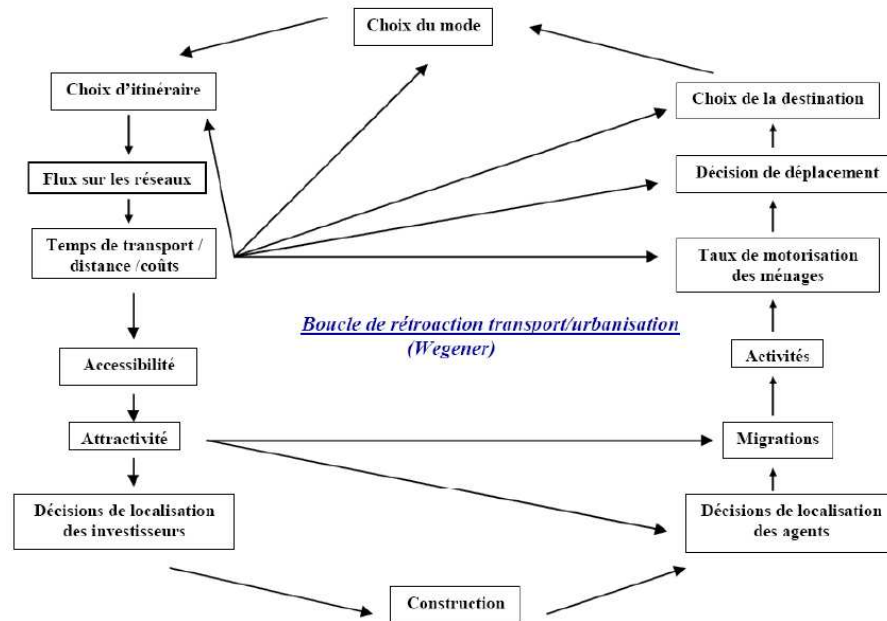 Choix du mode
Choix d'itinéraire
Choix de la destination
Flux sur les réseaux
Décision de déplacement
Temps de transport /
distance /coûts
Taux de motorisation
des ménages
Boucle de rétroaction transport/urbanisation
(Wegener)
Accessibilité
Activités
Attractivité
Migrations
Décisions de localisation
des investisseurs
Décisions de localisation
des agents
Construction